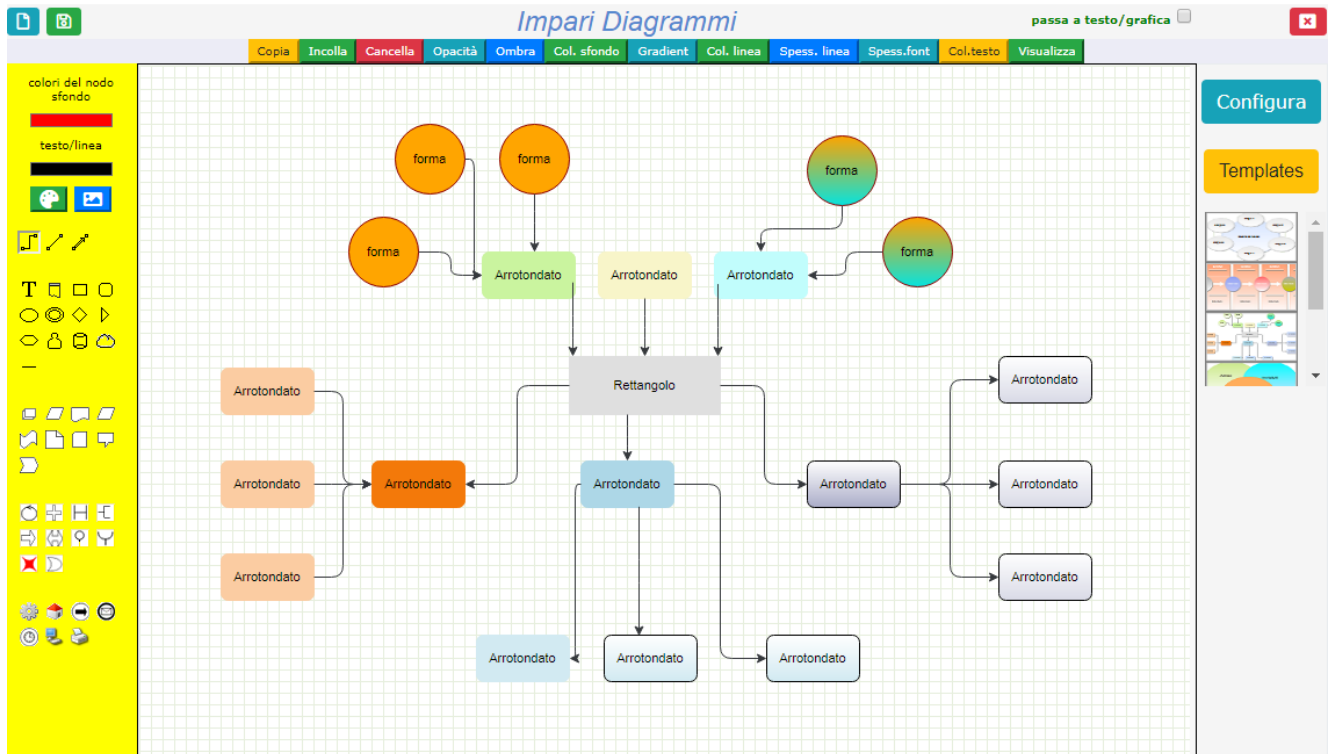 Impari Diagrammi
passa a testo/grafica
Copia
Incolla
Cancella
Opacità
Ombra
Col. sfondo
Gradient
Col. linea
Spess. linea
Spess.font
Col.testo
Visualizza
colori del nodo
sfondo
testo/linea
T
Configura
Templates
forma
forma
forma
forma
forma
Arrotondato
Arrotondato
Arrotondato
Rettangolo
Arrotondato
Arrotondato
Arrotondato
Arrotondato
Arrotondato
Arrotondato
Arrotondato
Arrotondato
Arrotondato
Arrotondato
Arrotondato
Arrotondato
Arrotondato